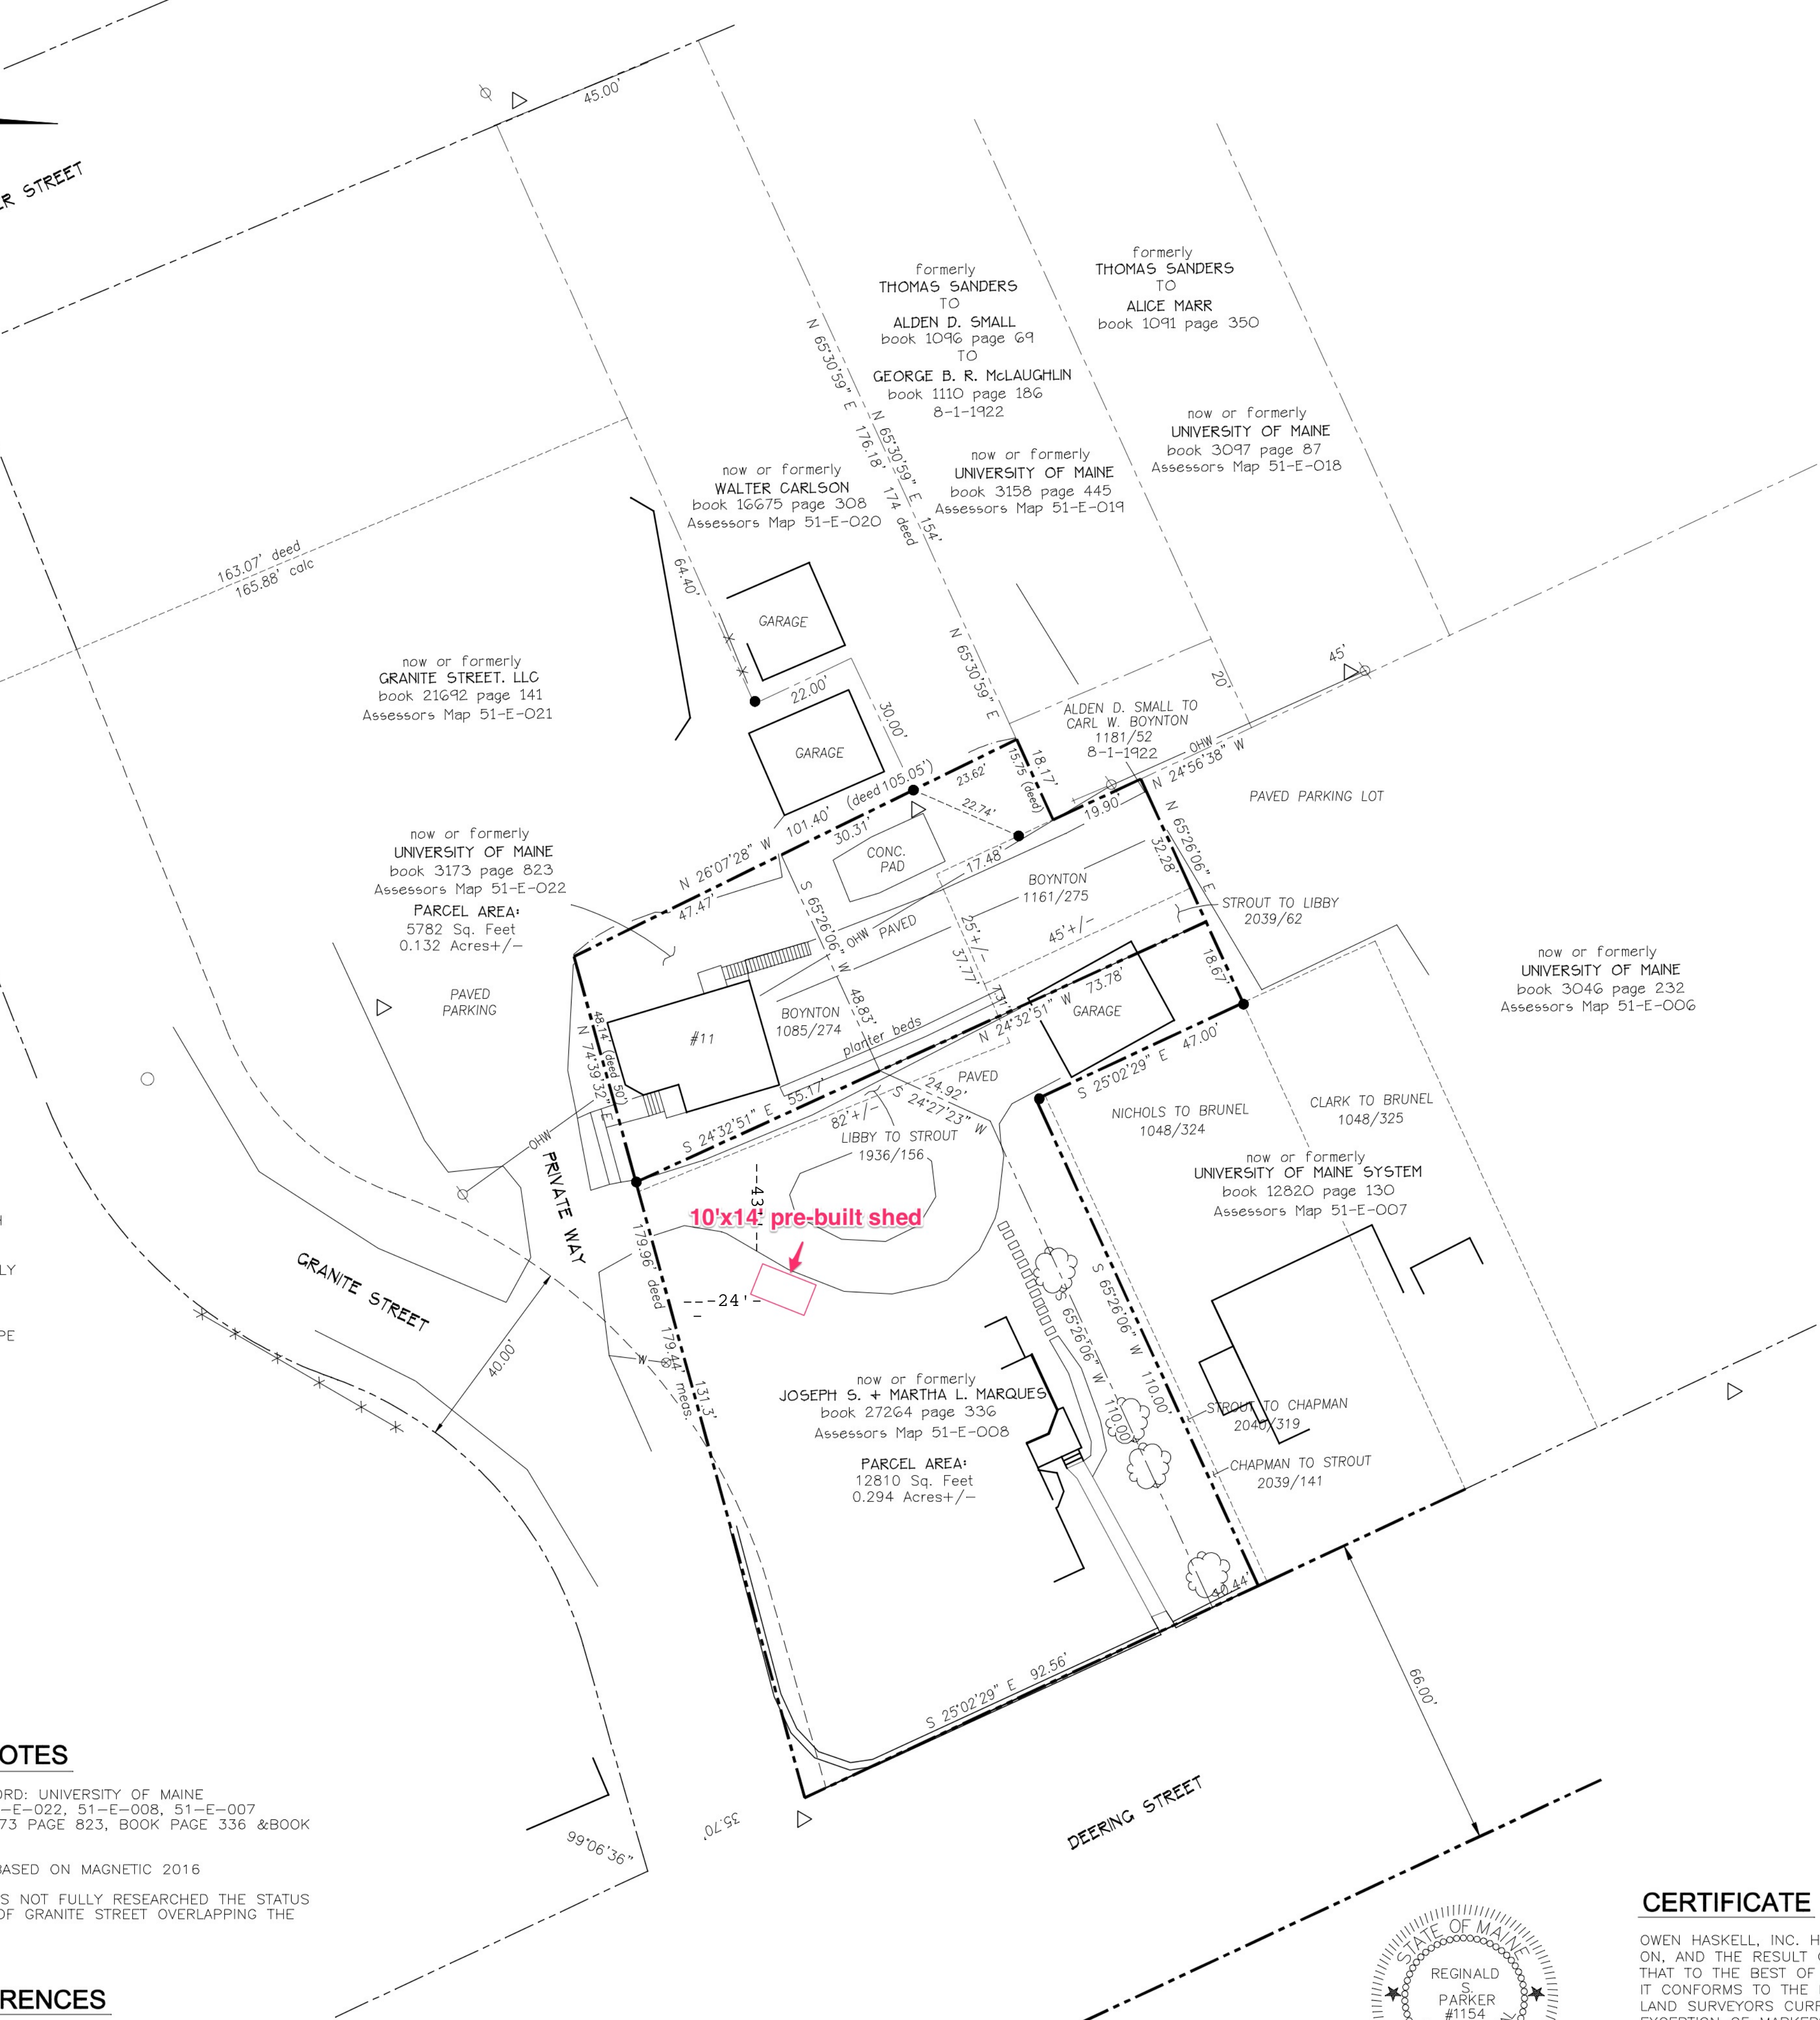 45.00'
ER STREET
formerly
THOMAS SANDERS
TO
ALDEN D. SMALL
book 1096 page 69
TO
GEORGE B. R. McLAUGHLIN
book 1110 page 186
8-1-1922
formerly
THOMAS SANDERS
TO
ALICE MARR
book 1091 page 350
N 65°30'59" E 176.18' 174 deed
N 65°30'59" E 154'
now or formerly
UNIVERSITY OF MAINE
book 3097 page 87
Assessors Map 51-E-018
now or formerly
UNIVERSITY OF MAINE
book 3158 page 445
Assessors Map 51-E-019
now or formerly
WALTER CARLSON
book 16675 page 308
Assessors Map 51-E-020
163.07' deed
165.88' calc
64.40'
GARAGE
now or formerly
GRANITE STREET. LLC
book 21692 page 141
Assessors Map 51-E-021
22.00'
30.00'
GARAGE
N 65°30'59" E
20'
45'
ALDEN D. SMALL TO
CARL W. BOYNTON
1181/52
8-1-1922
OHW
N 24°56'38" W
18.17'
15.75 (deed)
23.62'
22.74'
19.90'
PAVED PARKING LOT
N 26°07'28" W 101.40' (deed 105.05')
30.31'
47.47'
CONC.
PAD
17.48'
now or formerly
UNIVERSITY OF MAINE
book 3173 page 823
Assessors Map 51-E-022
PARCEL AREA:
5782 Sq. Feet
0.132 Acres+/-
N 65°26'06" E
32.28'
BOYNTON
1161/275
STROUT TO LIBBY
2039/62
S 65°26'06" W
48.83'
OHW
PAVED
25'+/-
37.77'
45'+/-
18.67'
now or formerly
UNIVERSITY OF MAINE
book 3046 page 232
Assessors Map 51-E-006
PAVED
PARKING
BOYNTON
1085/274
#11
planter beds
7.31'
N 24°32'51" W 73.78'
GARAGE
48.14' (deed 50')
N 74°39'32" E
S 24°32'51" E 55.17'
82'+/-
24.92'
S 24°27'23" W
PAVED
S 25°02'29" E 47.00'
NICHOLS TO BRUNEL
1048/324
CLARK TO BRUNEL
1048/325
LIBBY TO STROUT
1936/156
OHW
PRIVATE WAY
now or formerly
UNIVERSITY OF MAINE SYSTEM
book 12820 page 130
Assessors Map 51-E-007
43'
10'x14' pre-built shed
24'
GRANITE STREET
40.00'
W
179.96' deed
179.44' meas.
131.3'
S 65°26'06" W 110.00'
S 65°26'06" W 110.00'
now or formerly
JOSEPH S. + MARTHA L. MARQUES
book 27264 page 336
Assessors Map 51-E-008
PARCEL AREA:
12810 Sq. Feet
0.294 Acres+/-
STROUT TO CHAPMAN
2040/319
CHAPMAN TO STROUT
2039/141
S 25°02'29" E 92.56'
66.00'
DEERING STREET
35.70'
99°06'36"
H
LY
PE
OTES
ORD: UNIVERSITY OF MAINE
-E-022, 51-E-008, 51-E-007
73 PAGE 823, BOOK PAGE 336 &BOOK
BASED ON MAGNETIC 2016
S NOT FULLY RESEARCHED THE STATUS
OF GRANITE STREET OVERLAPPING THE
RENCES
STATE OF MAINE
REGINALD
S.
PARKER
#1154
CERTIFICATE
OWEN HASKELL, INC. H
ON, AND THE RESULT
THAT TO THE BEST OF
IT CONFORMS TO THE
LAND SURVEYORS CURR